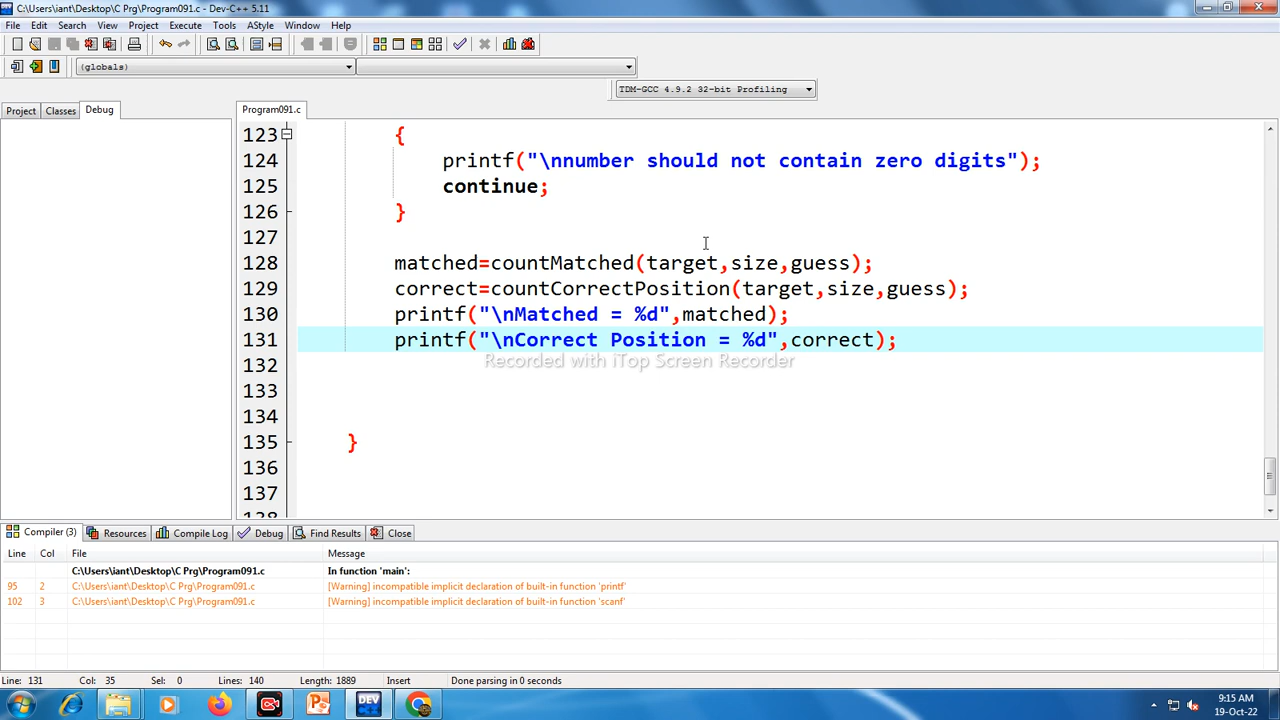 C:\Users\iant\Desktop\C Prg\Program091.c - Dev-C++ 5.11
File Edit Search View Project Execute Tools AStyle Window Help
(globals)
TDM-GCC 4.9.2 32-bit Profiling
Project Classes Debug Program091.c
123 {
124 printf("\nnumber should not contain zero digits");
125 continue;
126 }
127
128 matched=countMatched(target,size,guess);
129 correct=countCorrectPosition(target,size,guess);
130 printf("\nMatched = %d",matched);
131 printf("\nCorrect Position = %d",correct);
Recorded with iTop Screen Recorder
132
133
134
135 }
136
137
138
Compiler (3) Resources Compile Log Debug Find Results Close
Line Col File Message
C:\Users\iant\Desktop\C Prg\Program091.c In function 'main':
95 2 C:\Users\iant\Desktop\C Prg\Program091.c [Warning] incompatible implicit declaration of built-in function 'printf'
102 3 C:\Users\iant\Desktop\C Prg\Program091.c [Warning] incompatible implicit declaration of built-in function 'scanf'
Line: 131 Col: 35 Sel: 0 Lines: 140 Length: 1889 Insert Done parsing in 0 seconds
DEV
9:15 AM
19-Oct-22